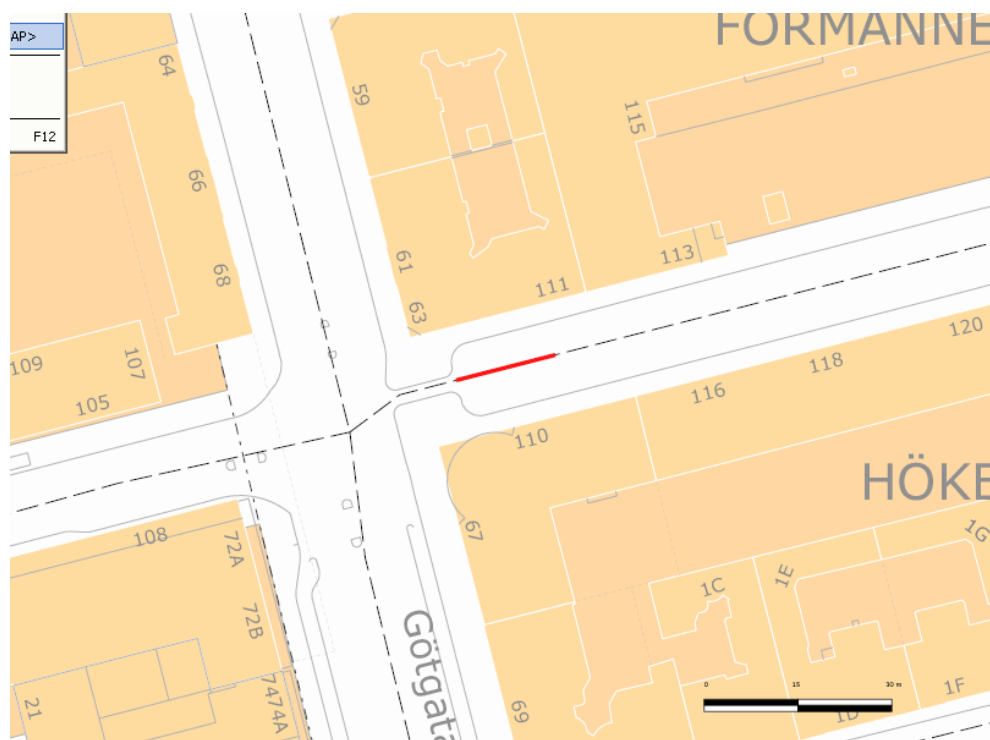 AP>
F12
FORMANNE
64
59
115
66
61
68
113
111
63
120
109
107
118
105
116
110
HÖKE
108
72A
67
1G
1E
1C
72B
Götgata
0 15 30 m
21
7474A
69
1D
1F